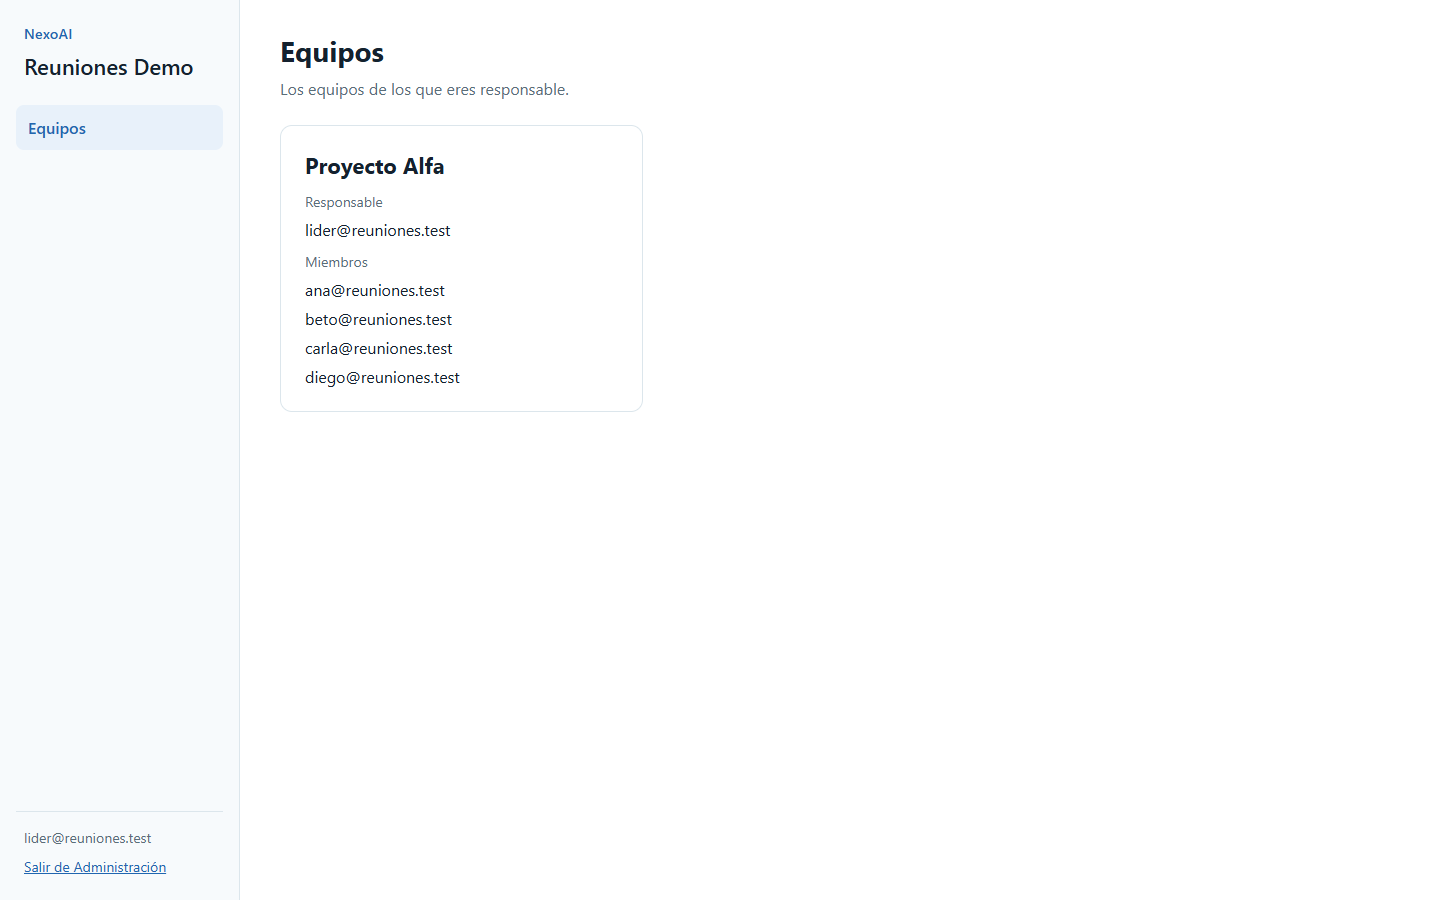 NexoAI
Reuniones Demo
Equipos
lider@reuniones.test
Salir de Administración
Equipos
Los equipos de los que eres responsable.
Proyecto Alfa
Responsable
lider@reuniones.test
Miembros
ana@reuniones.test
beto@reuniones.test
carla@reuniones.test
diego@reuniones.test